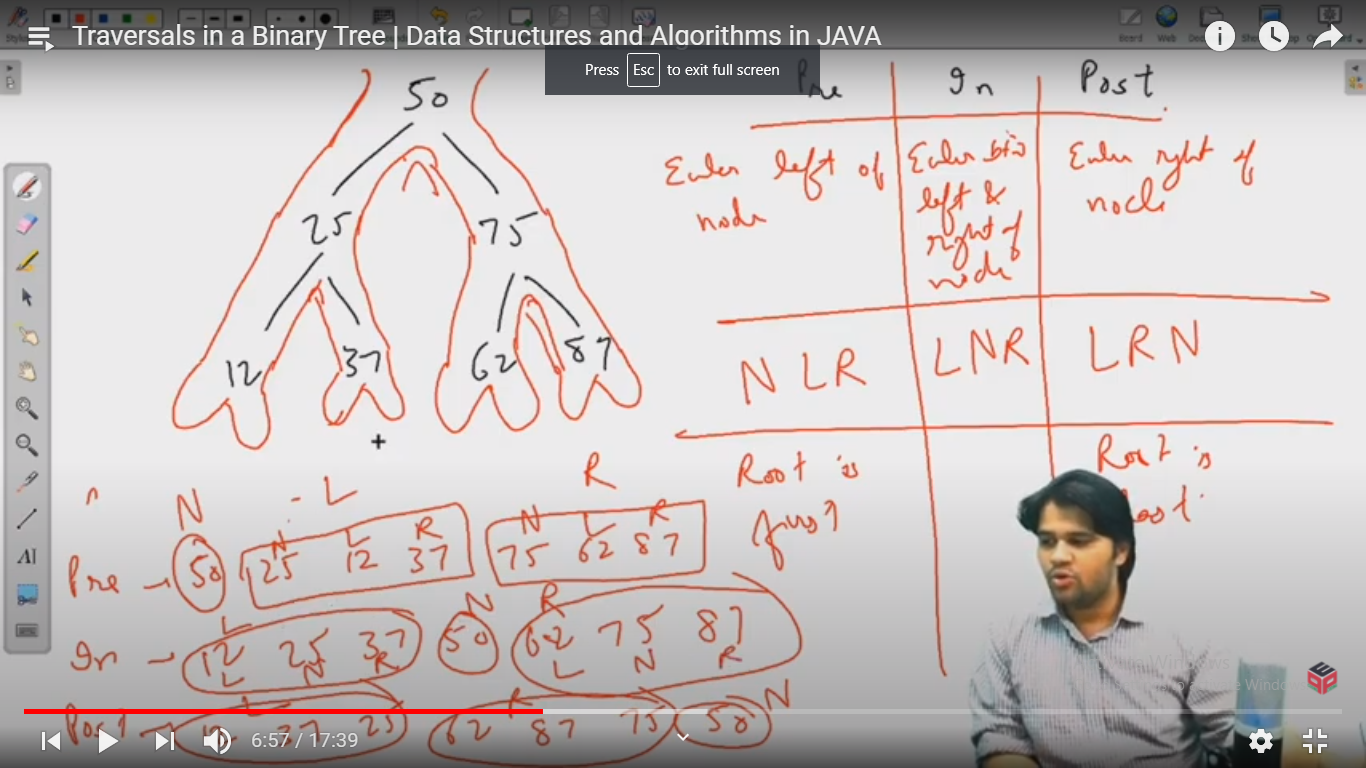 Traversals in a Binary Tree | Data Structures and Algorithms in JAVA
Press Esc to exit full screen
50
25 75
12 37 62 87
Pre In Post
Euler left of node
Euler b/w left & right of node
Euler right of node
N L R L N R L R N
Root is first
Root is
N L R
N L R N L R
Pre → 50 25 12 37 75 62 87
L N R
In → 12 25 37 50 62 75 87
L N R L N R
L R N
Post → 12 37 25 62 87 75 50
6:57 / 17:39